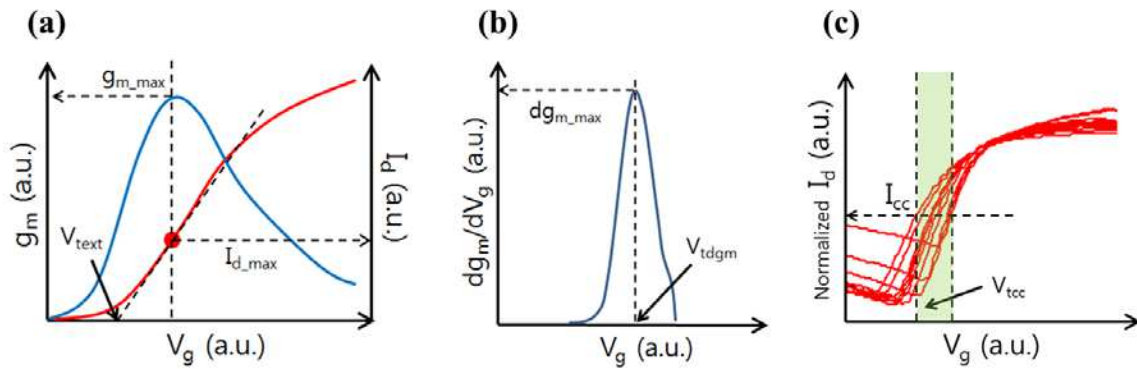 (a)
g_m_max
g_m (a.u.)
V_text
I_d_max
I_d (a.u.)
V_g (a.u.)
(b)
dg_m_max
dg_m/dV_g (a.u.)
V_tdgm
V_g (a.u.)
(c)
Normalized I_d (a.u.)
I_cc
V_tcc
V_g (a.u.)